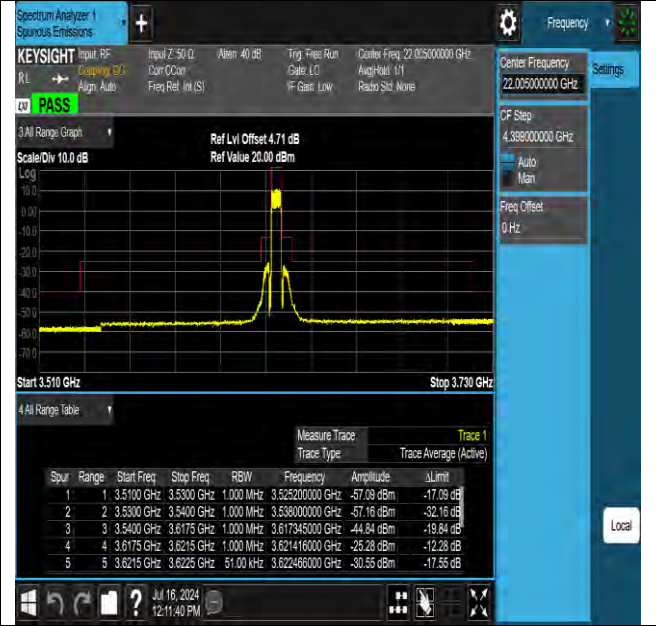 Spectrum Analyzer 1
Spurious Emissions
+
Frequency
KEYSIGHT
Input: RF
Coupling: DC
Align: Auto
Input Z: 50 Ω
Corr CCorr
Freq Ref: Int (S)
Atten: 40 dB
Trig: Free Run
Gate: LO
IF Gain: Low
Center Freq: 22.005000000 GHz
Avg|Hold: 1/1
Radio Std: None
RL
LXI PASS
Center Frequency
22.005000000 GHz
Settings
CF Step
4.399000000 GHz
Auto
Man
Freq Offset
0 Hz
3 All Range Graph
Scale/Div 10.0 dB
Ref Lvl Offset 4.71 dB
Ref Value 20.00 dBm
Log
10.0
0.00
-10.0
-20.0
-30.0
-40.0
-50.0
-60.0
-70.0
Start 3.510 GHz
Stop 3.730 GHz
4 All Range Table
Measure Trace Trace 1
Trace Type Trace Average (Active)
Spur Range Start Freq Stop Freq RBW Frequency Amplitude ΔLimit
1 1 3.5100 GHz 3.5300 GHz 1.000 MHz 3.525200000 GHz -57.09 dBm -17.09 dB
2 2 3.5300 GHz 3.5400 GHz 1.000 MHz 3.538000000 GHz -57.16 dBm -32.16 dB
3 3 3.5400 GHz 3.6175 GHz 1.000 MHz 3.617345000 GHz -44.84 dBm -19.84 dB
4 4 3.6175 GHz 3.6215 GHz 1.000 MHz 3.621416000 GHz -25.28 dBm -12.28 dB
5 5 3.6215 GHz 3.6225 GHz 51.00 kHz 3.622466000 GHz -30.55 dBm -17.55 dB
Local
?
Jul 16, 2024
12:11:40 PM